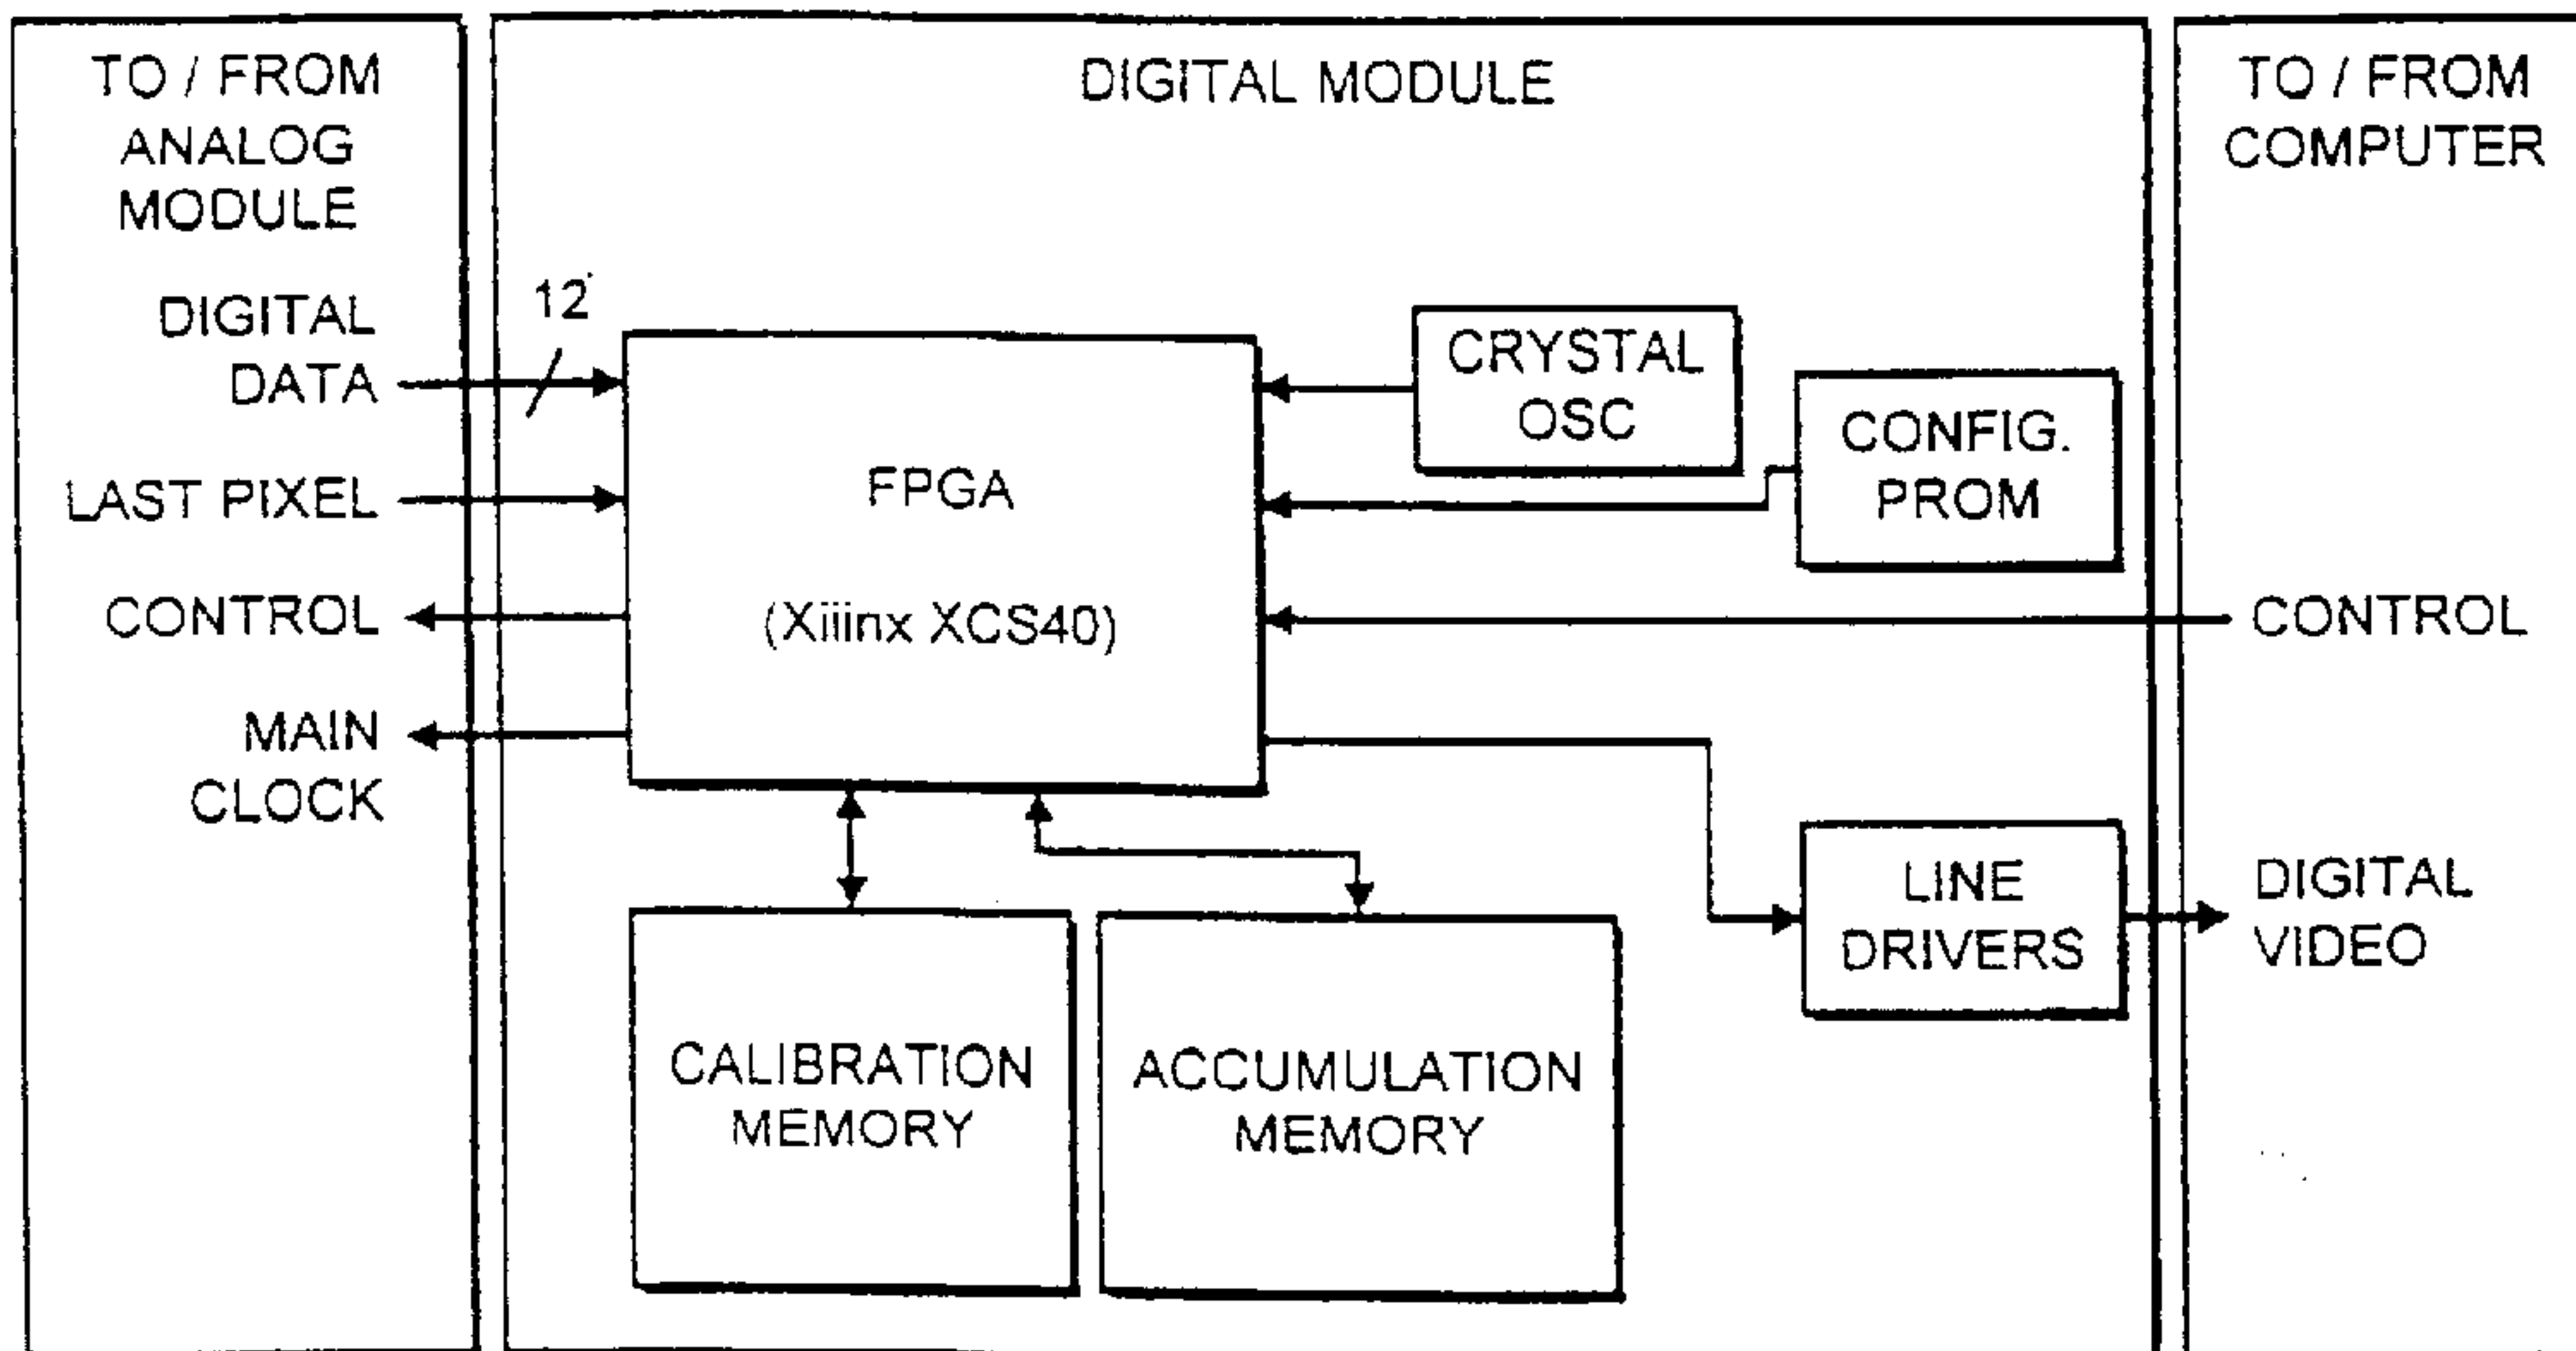 TO / FROM
ANALOG
MODULE
DIGITAL MODULE
TO / FROM
COMPUTER
DIGITAL
DATA
12
LAST PIXEL
CONTROL
MAIN
CLOCK
FPGA
(Xiiinx XCS40)
CRYSTAL
OSC
CONFIG.
PROM
CONTROL
LINE
DRIVERS
DIGITAL
VIDEO
CALIBRATION
MEMORY
ACCUMULATION
MEMORY